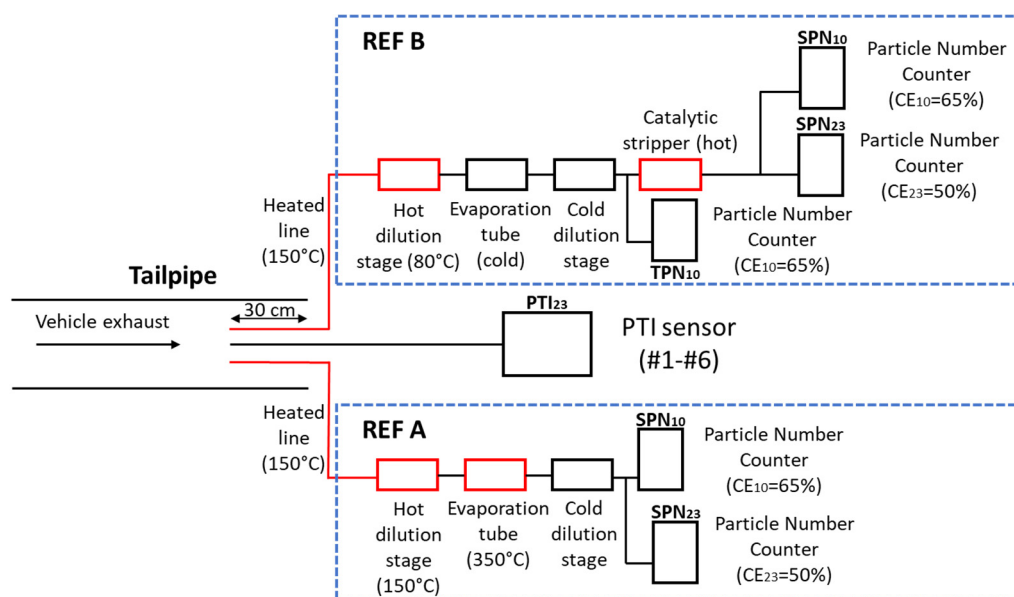 REF B
SPN10
Particle Number
Counter
(CE10=65%)
Catalytic
stripper (hot)
SPN23
Particle Number
Counter
(CE23=50%)
Heated
line
(150°C)
Hot
dilution
stage (80°C)
Evaporation
tube
(cold)
Cold
dilution
stage
TPN10
Particle Number
Counter
(CE10=65%)
Tailpipe
30 cm
Vehicle exhaust
PTI23
PTI sensor
(#1-#6)
Heated
line
(150°C)
REF A
SPN10
Particle Number
Counter
(CE10=65%)
Hot
dilution
stage
(150°C)
Evaporation
tube
(350°C)
Cold
dilution
stage
SPN23
Particle Number
Counter
(CE23=50%)